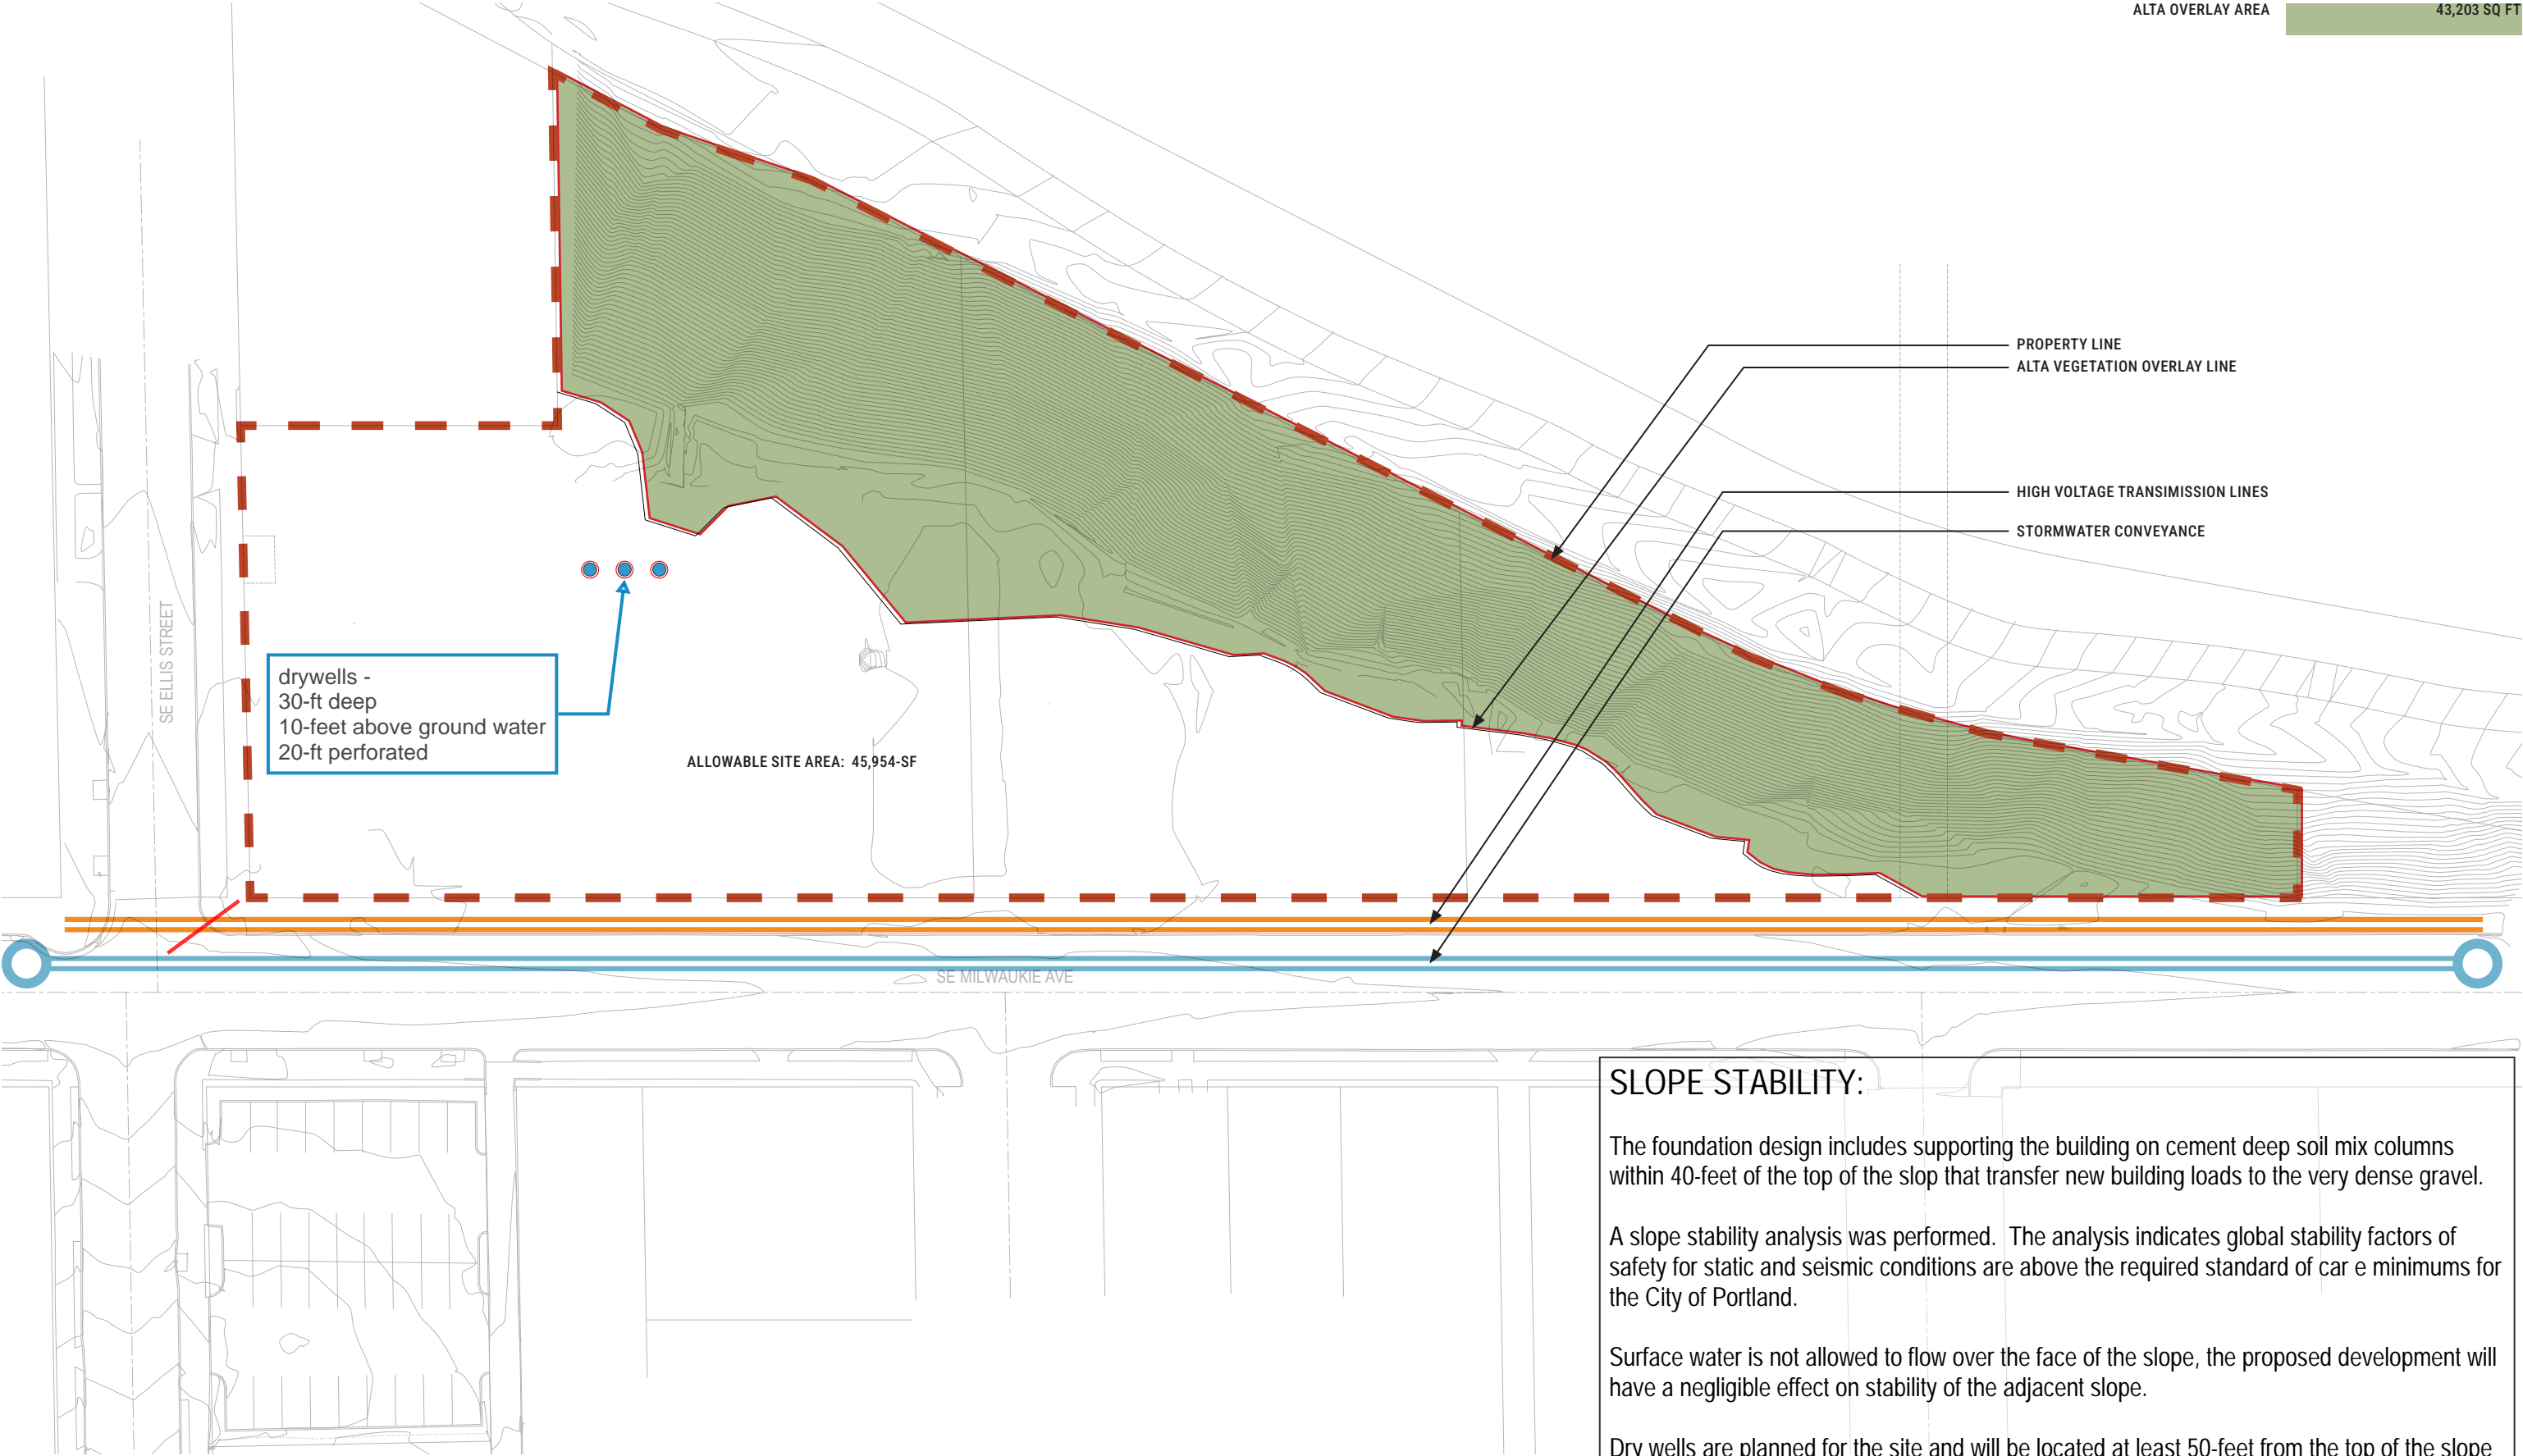 ALTA OVERLAY AREA
43,203 SQ FT
PROPERTY LINE
ALTA VEGETATION OVERLAY LINE
HIGH VOLTAGE TRANSIMISSION LINES
STORMWATER CONVEYANCE
SE ELLIS STREET
drywells -
30-ft deep
10-feet above ground water
20-ft perforated
ALLOWABLE SITE AREA: 45,954-SF
SE MILWAUKIE AVE
SLOPE STABILITY:
The foundation design includes supporting the building on cement deep soil mix columns
within 40-feet of the top of the slop that transfer new building loads to the very dense gravel.
A slope stability analysis was performed. The analysis indicates global stability factors of
safety for static and seismic conditions are above the required standard of car e minimums for
the City of Portland.
Surface water is not allowed to flow over the face of the slope, the proposed development will
have a negligible effect on stability of the adjacent slope.
Dry wells are planned for the site and will be located at least 50-feet from the top of the slope